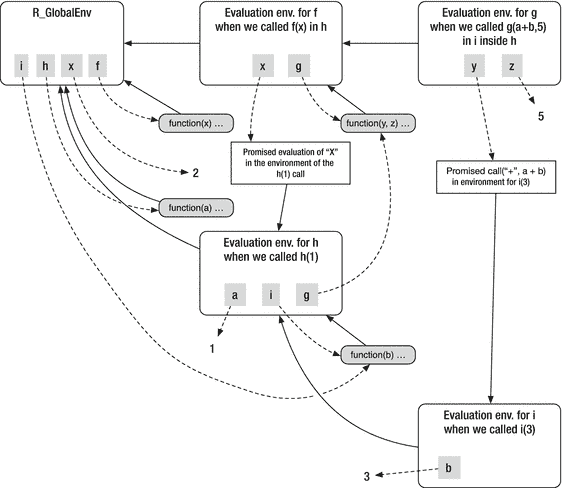 R_GlobalEnv
i h x f
Evaluation env. for f
when we called f(x) in h
x g
Evaluation env. for g
when we called g(a+b,5)
in i inside h
y z
function(x) ...
function(y, z) ...
5
Promised evaluation of “X”
in the environment of the
h(1) call
2
Promised call(“+”, a + b)
in environment for i(3)
function(a) ...
Evaluation env. for h
when we called h(1)
a i g
1
function(b) ...
Evaluation env. for i
when we called i(3)
b
3